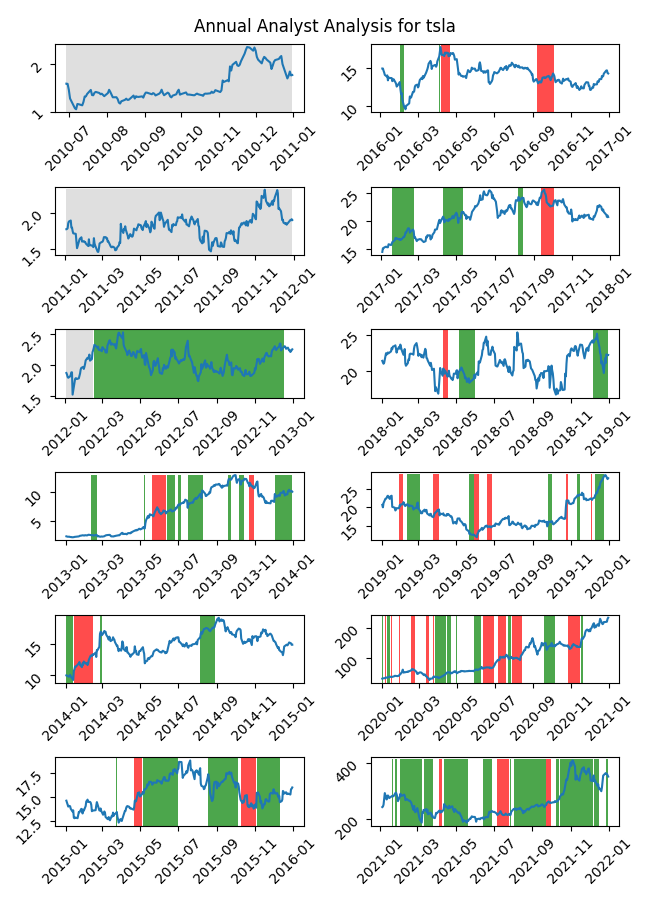 Annual Analyst Analysis for tsla
2
1
2010-07 2010-08 2010-09 2010-10 2010-11 2010-12 2011-01
15
10
2016-01 2016-03 2016-05 2016-07 2016-09 2016-11 2017-01
2.0
1.5
2011-01 2011-03 2011-05 2011-07 2011-09 2011-11 2012-01
25
20
15
2017-01 2017-03 2017-05 2017-07 2017-09 2017-11 2018-01
2.5
2.0
1.5
2012-01 2012-03 2012-05 2012-07 2012-09 2012-11 2013-01
25
20
2018-01 2018-03 2018-05 2018-07 2018-09 2018-11 2019-01
10
5
2013-01 2013-03 2013-05 2013-07 2013-09 2013-11 2014-01
25
20
15
2019-01 2019-03 2019-05 2019-07 2019-09 2019-11 2020-01
15
10
2014-01 2014-03 2014-05 2014-07 2014-09 2014-11 2015-01
200
100
2020-01 2020-03 2020-05 2020-07 2020-09 2020-11 2021-01
17.5
15.0
12.5
2015-01 2015-03 2015-05 2015-07 2015-09 2015-11 2016-01
400
200
2021-01 2021-03 2021-05 2021-07 2021-09 2021-11 2022-01